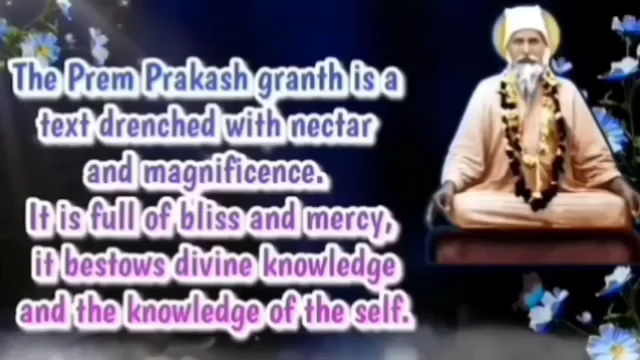 The Prem Prakash granth is a
text drenched with nectar
and magnificence.
It is full of bliss and mercy,
it bestows divine knowledge
and the knowledge of the self.